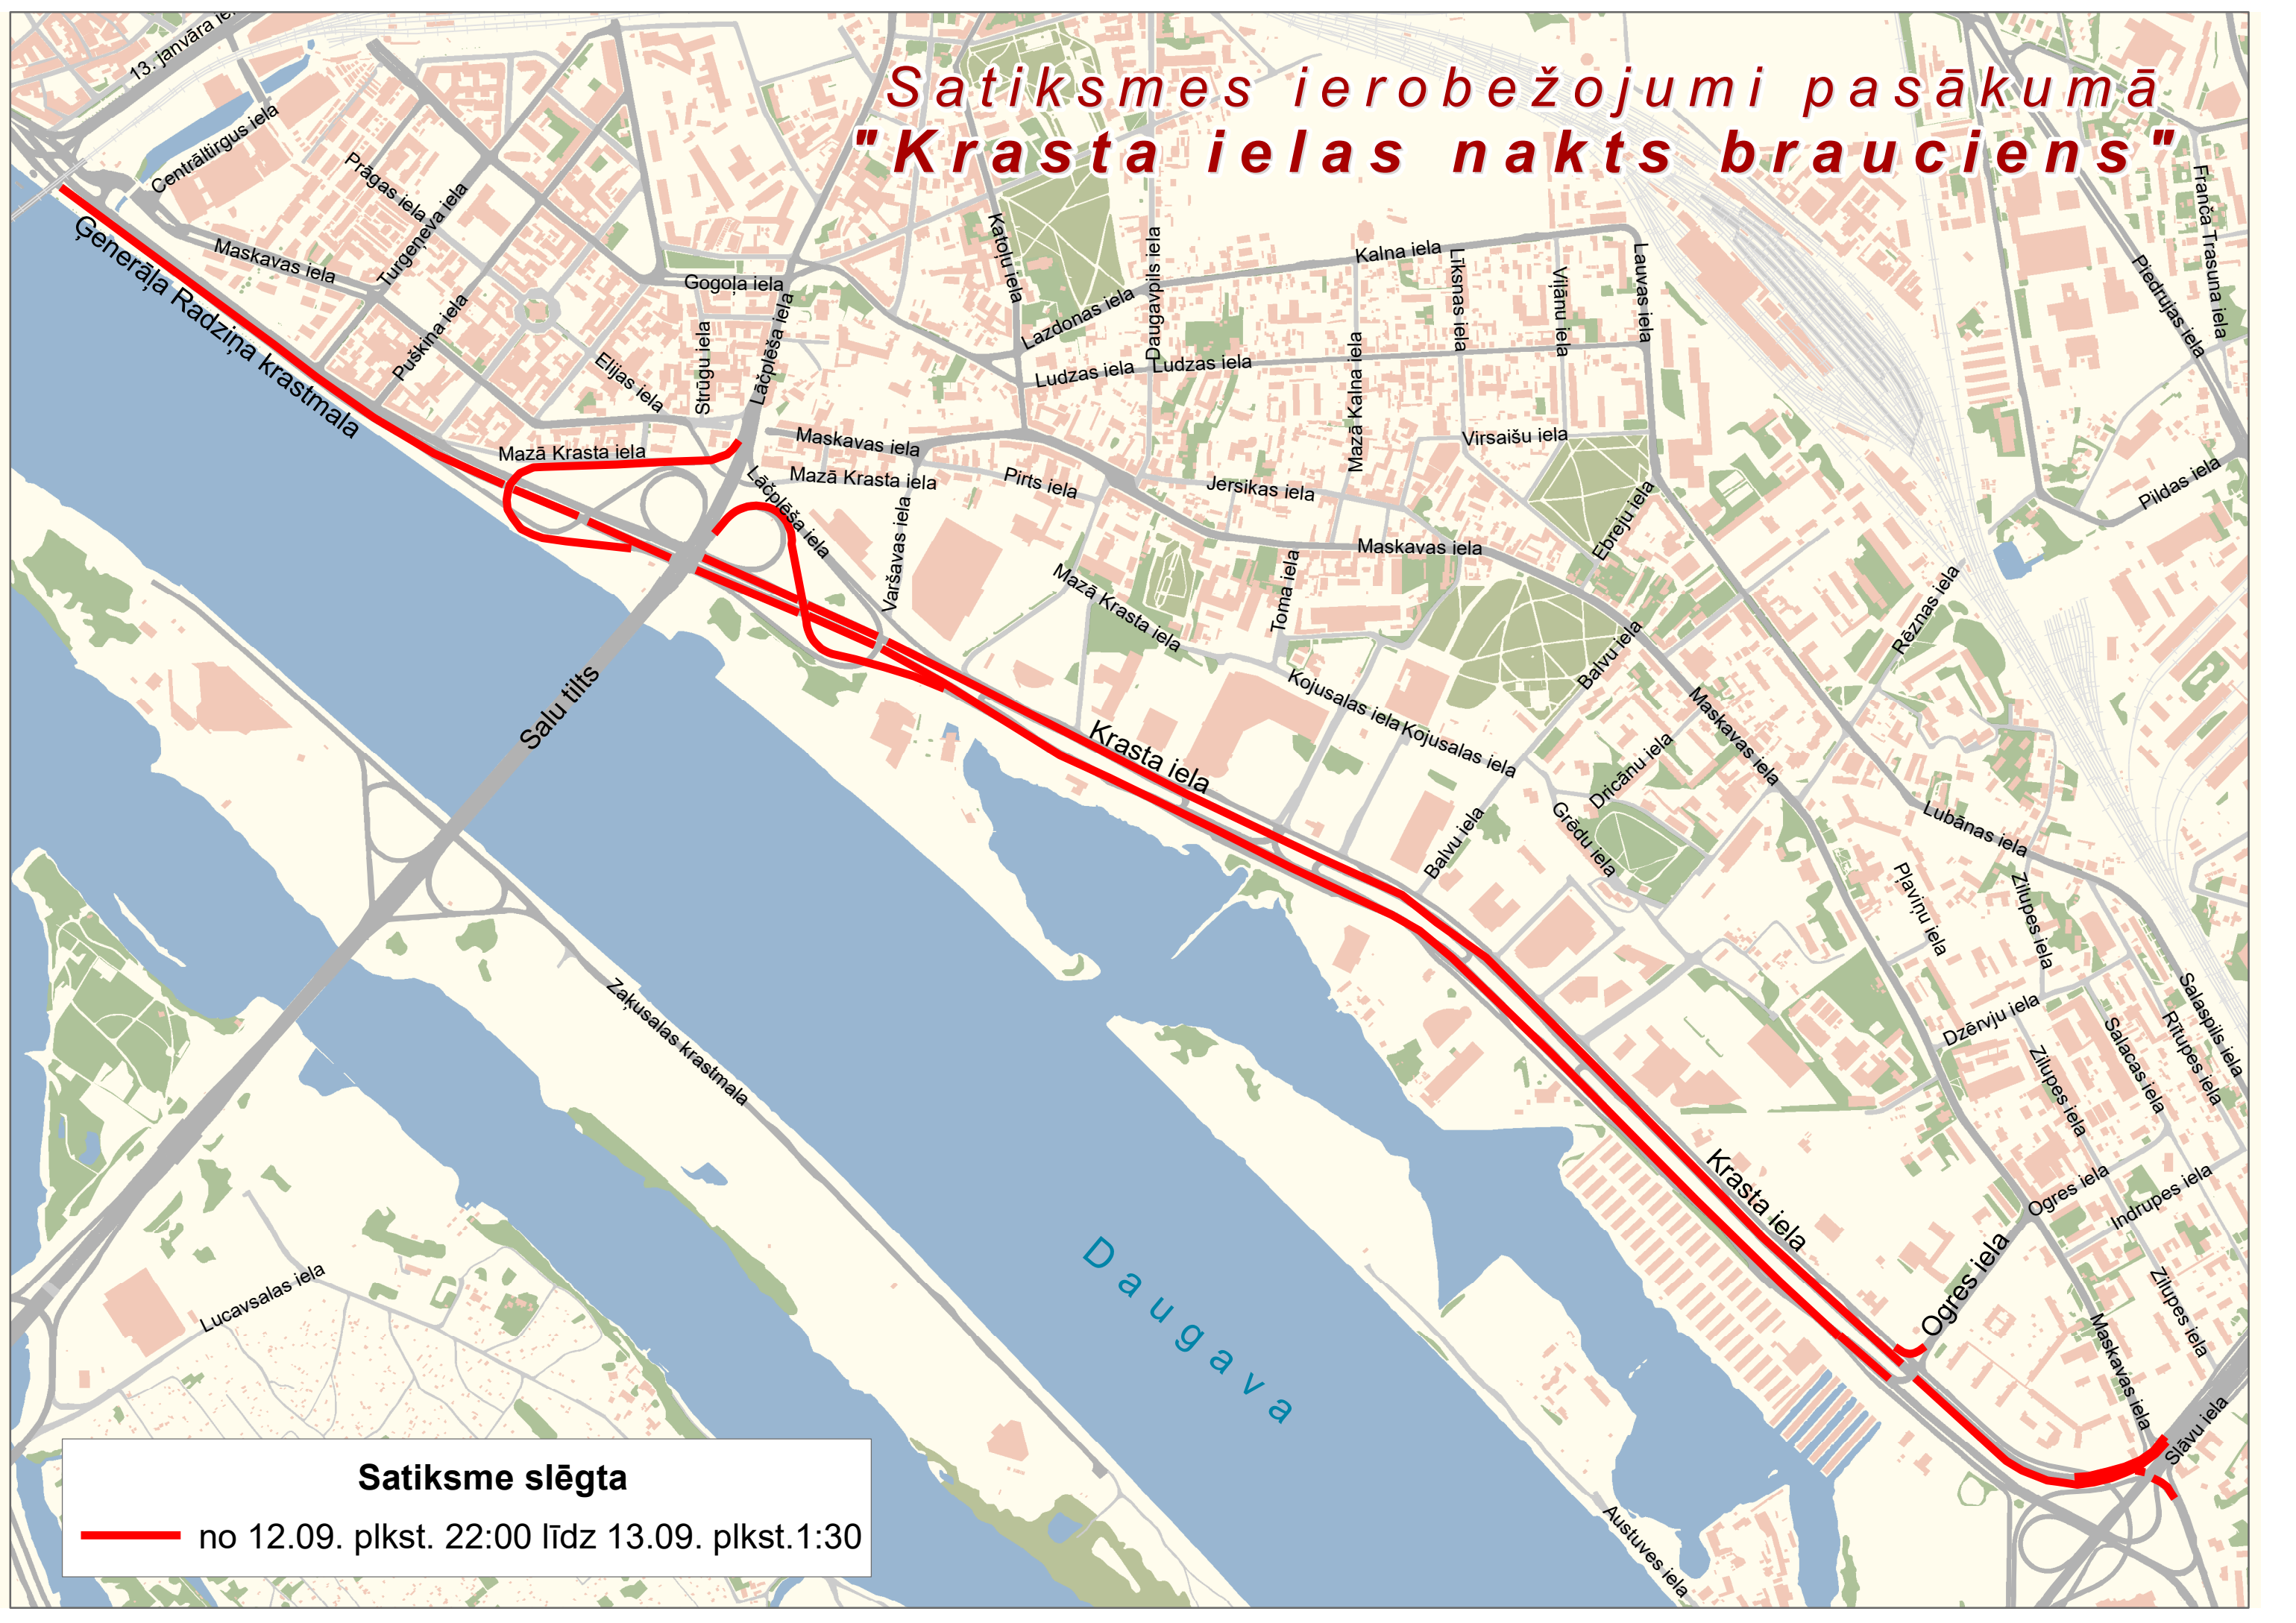 Satiksmes ierobežojumi pasākumā
"Krasta ielas nakts brauciens"
13. janvāra
Centrāltirgus iela
Prāgas iela
Turgeņeva iela
Maskavas iela
Ģenerāļa Radziņa krastmala
Puškina iela
Elijas iela
Strūgu iela
Gogoļa iela
Lāčplēša iela
Mazā Krasta iela
Katoļu iela
Lazdonas iela
Daugavpils iela
Ludzas iela
Ludzas iela
Kalna iela
Mazā Kalna iela
Līksnas iela
Viļānu iela
Lauvas iela
Virsaišu iela
Franča Trasuna iela
Piedrujas iela
Pildas iela
Maskavas iela
Mazā Krasta iela
Lāčplēša iela
Varšavas iela
Pirts iela
Jersikas iela
Maskavas iela
Ebreju iela
Toma iela
Mazā Krasta iela
Rēznas iela
Balvu iela
Kojusalas iela
Kojusalas iela
Maskavas iela
Dricānu iela
Grēdu iela
Balvu iela
Krasta iela
Salu tilts
Lubānas iela
Pļaviņu iela
Zilupes iela
Dzērvju iela
Salaspils iela
Rītupes iela
Salacas iela
Zilupes iela
Zaķusalas krastmala
Krasta iela
Ogres iela
Indrupes iela
Ogres iela
Zilupes iela
Maskavas iela
Slāvu iela
Lucavsalas iela
Daugava
Austuves iela
Satiksme slēgta
no 12.09. plkst. 22:00 līdz 13.09. plkst.1:30